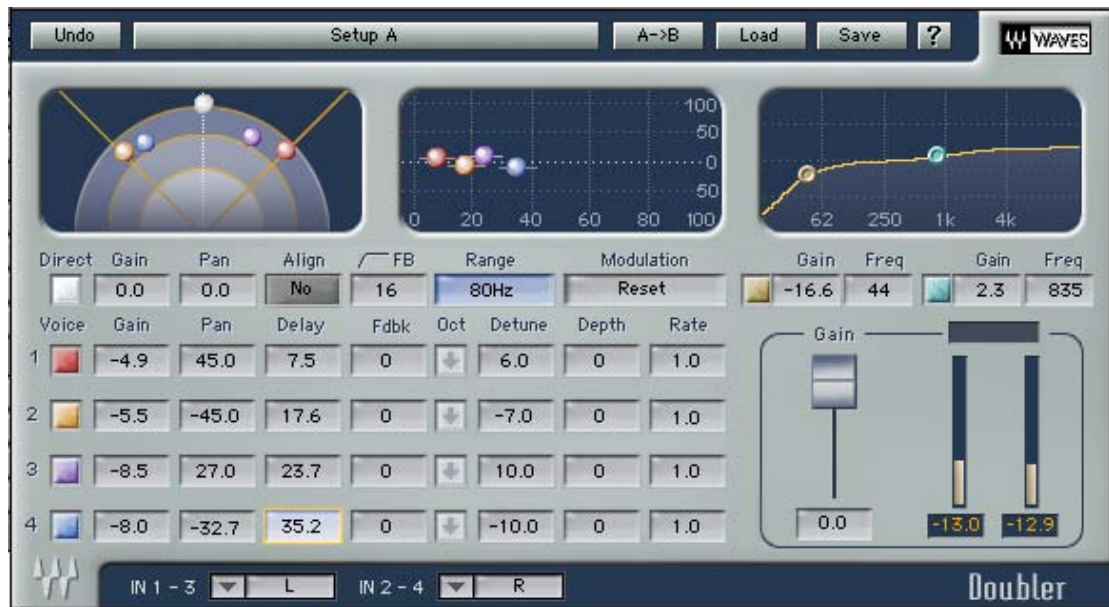 Undo Setup A A->B Load Save ? WAVES
100
50
0
50
0 20 40 60 80 100
62 250 1k 4k
Direct Gain Pan Align FB Range Modulation Gain Freq Gain Freq
0.0 0.0 No 16 80Hz Reset -16.6 44 2.3 835
Voice Gain Pan Delay Fdbk Oct Detune Depth Rate
Gain
1 -4.9 45.0 7.5 0 6.0 0 1.0
2 -5.5 -45.0 17.6 0 -7.0 0 1.0
3 -8.5 27.0 23.7 0 10.0 0 1.0
4 -8.0 -32.7 35.2 0 -10.0 0 1.0
0.0 -13.0 -12.9
IN 1 - 3 L IN 2 - 4 R Doubler